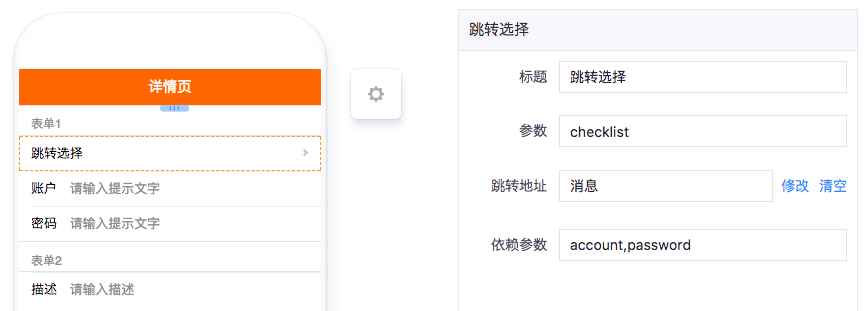 详情页
表单1
跳转选择
账户 请输入提示文字
密码 请输入提示文字
表单2
描述 请输入描述
跳转选择
标题 跳转选择
参数 checklist
跳转地址 消息 修改 清空
依赖参数 account,password